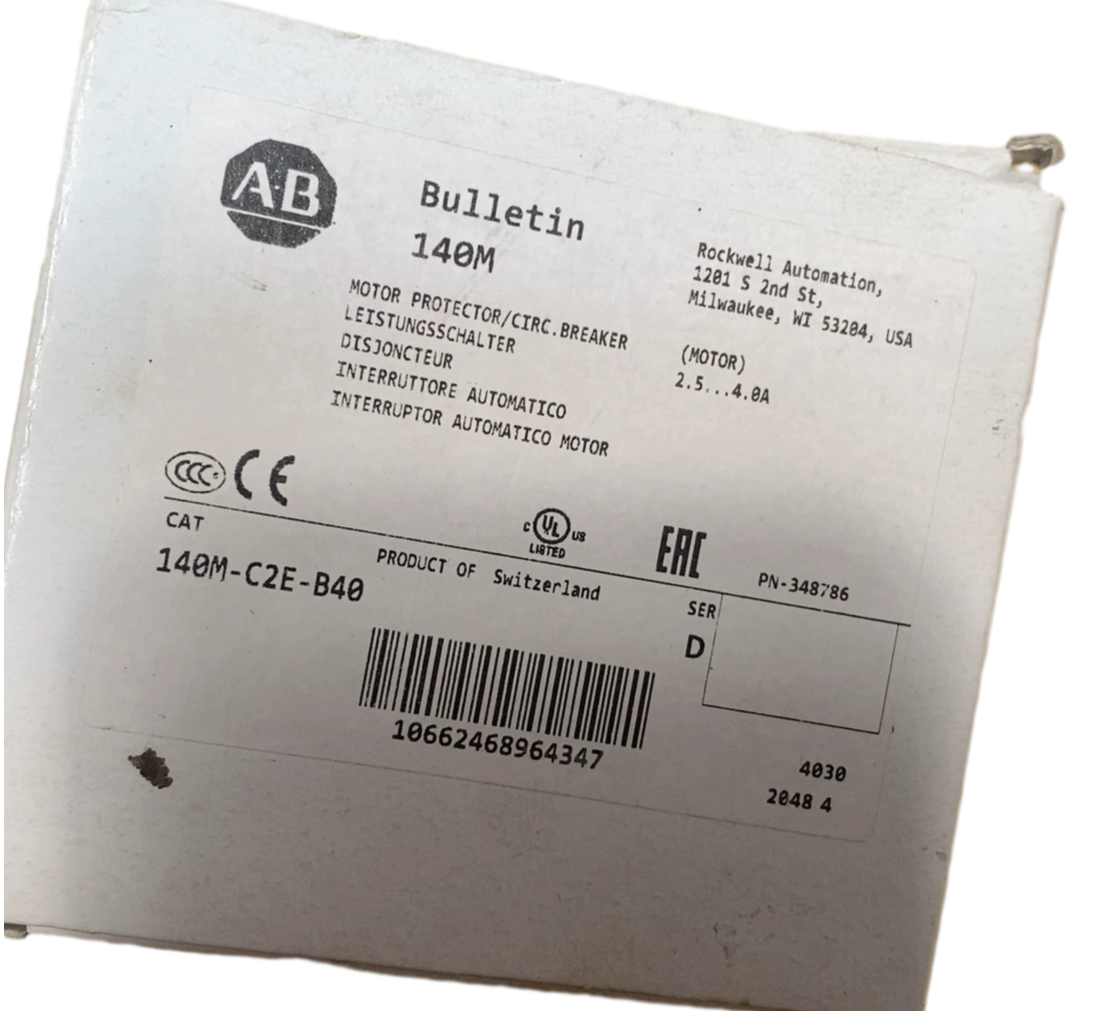 A·B
Bulletin
140M
MOTOR PROTECTOR/CIRC.BREAKER
LEISTUNGSSCHALTER
DISJONCTEUR
INTERRUTTORE AUTOMATICO
INTERRUPTOR AUTOMATICO MOTOR
Rockwell Automation,
1201 S 2nd St,
Milwaukee, WI 53204, USA
(MOTOR)
2.5...4.0A
CCC CE
C UL US
LISTED
EAC
CAT
140M-C2E-B40
PRODUCT OF Switzerland
PN-348786
SER
D
10662468964347
4030
2048 4